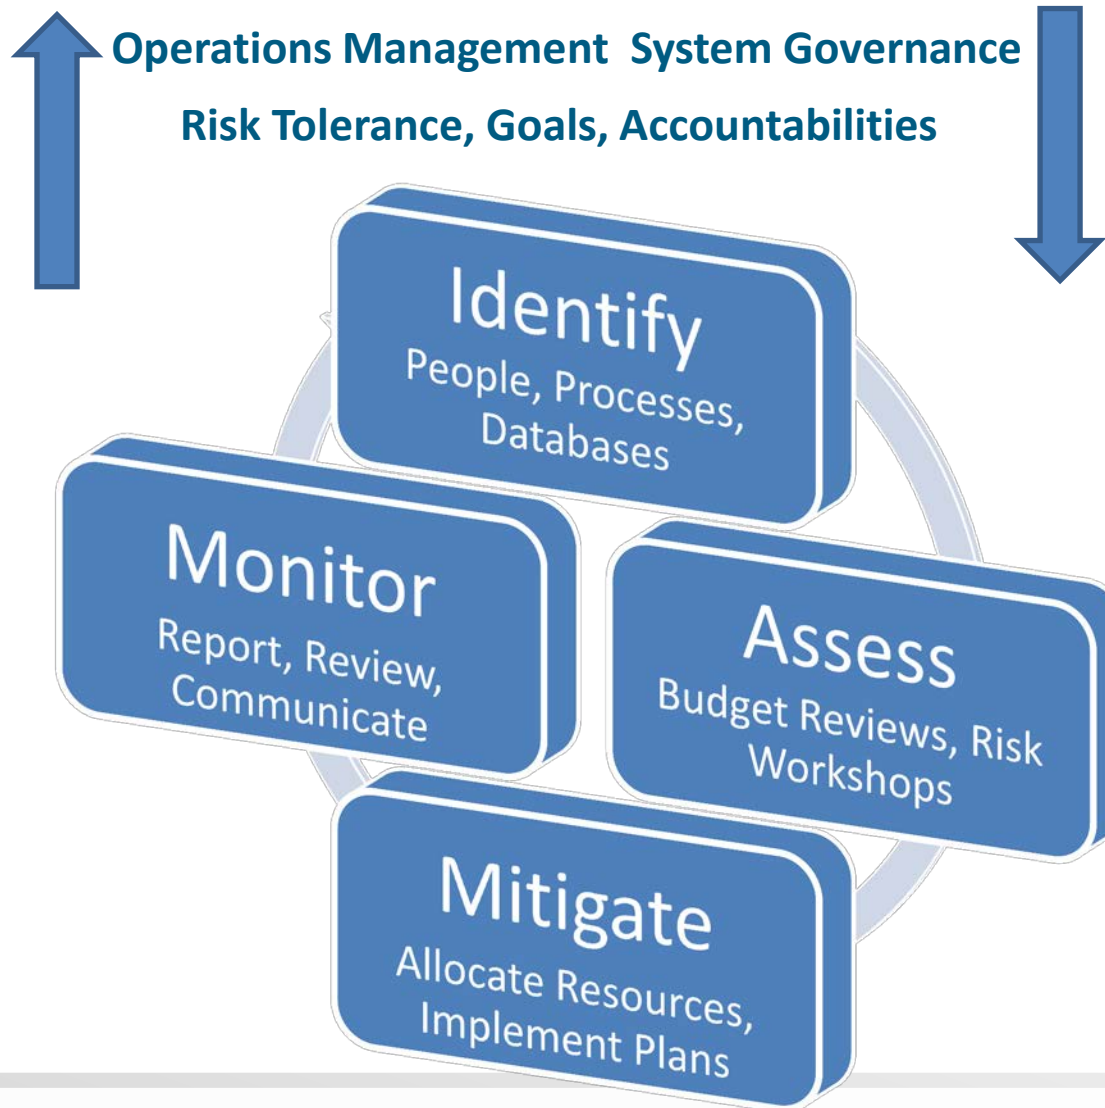 Operations Management  System Governance
Risk Tolerance, Goals, Accountabilities
Identify
People, Processes,
Databases
Monitor
Report, Review,
Communicate
Assess
Budget Reviews, Risk
Workshops
Mitigate
Allocate Resources,
Implement Plans